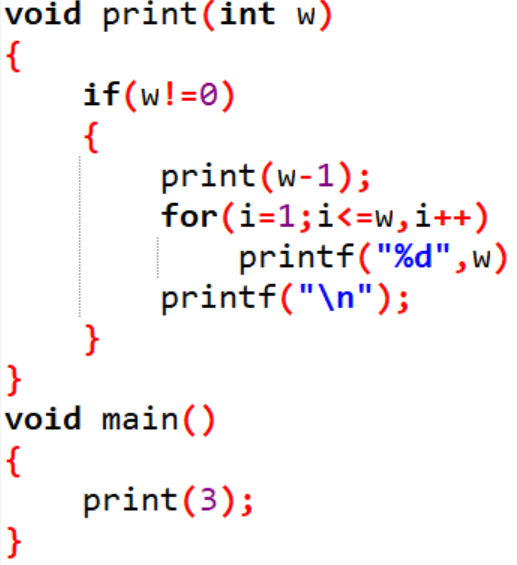 void print(int w)
{
if(w!=0)
{
print(w-1);
for(i=1;i<=w,i++)
printf("%d",w)
printf("\n");
}
}
void main()
{
print(3);
}